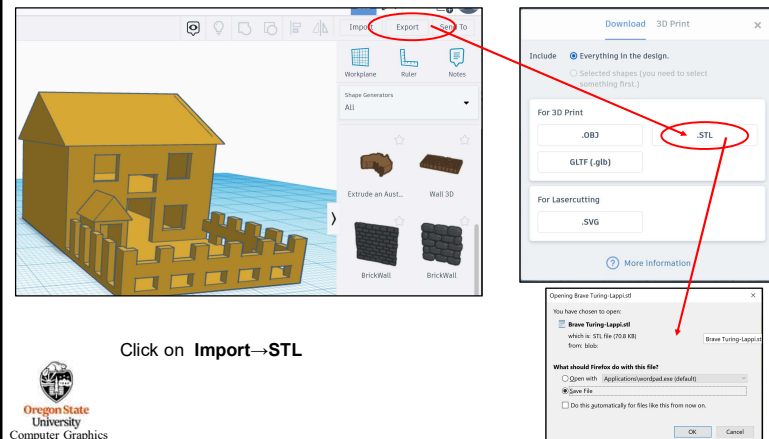 Import Export Send To
Workplane Ruler Notes
Shape Generators
All
Extrude an Aust... Wall 3D
BrickWall BrickWall
Download 3D Print ×
Include Everything in the design.
Selected shapes (you need to select
something first.)
For 3D Print
.OBJ .STL
GLTF (.glb)
For Lasercutting
.SVG
? More information
Opening Brave Turing-Lappi.stl ×
You have chosen to open:
Brave Turing-Lappi.stl
which is: STL file (70.8 KB)
from: blob:
Brave Turing-Lappi.st
What should Firefox do with this file?
Open with Applications\wordpad.exe (default)
Save File
Do this automatically for files like this from now on.
OK Cancel
Click on Import→STL
Oregon State
University
Computer Graphics